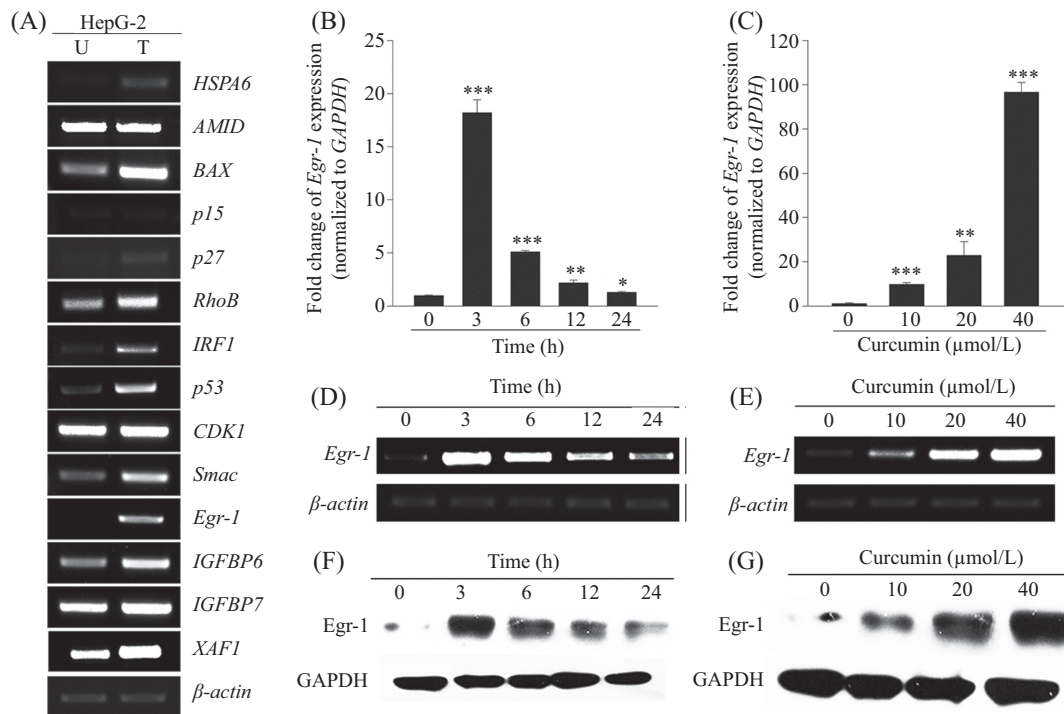 (A)
HepG-2
U T
HSPA6
AMID
BAX
p15
p27
RhoB
IRF1
p53
CDK1
Smac
Egr-1
IGFBP6
IGFBP7
XAF1
β-actin
(B)
Fold change of Egr-1 expression
(normalized to GAPDH)
25
20
15
10
5
0
***
***
**
*
0 3 6 12 24
Time (h)
(C)
Fold change of Egr-1 expression
(normalized to GAPDH)
120
100
80
60
40
20
0
***
**
***
0 10 20 40
Curcumin (μmol/L)
(D)
Time (h)
0 3 6 12 24
Egr-1
β-actin
(E)
Curcumin (μmol/L)
0 10 20 40
Egr-1
β-actin
(F)
Time (h)
0 3 6 12 24
Egr-1
GAPDH
(G)
Curcumin (μmol/L)
0 10 20 40
Egr-1
GAPDH